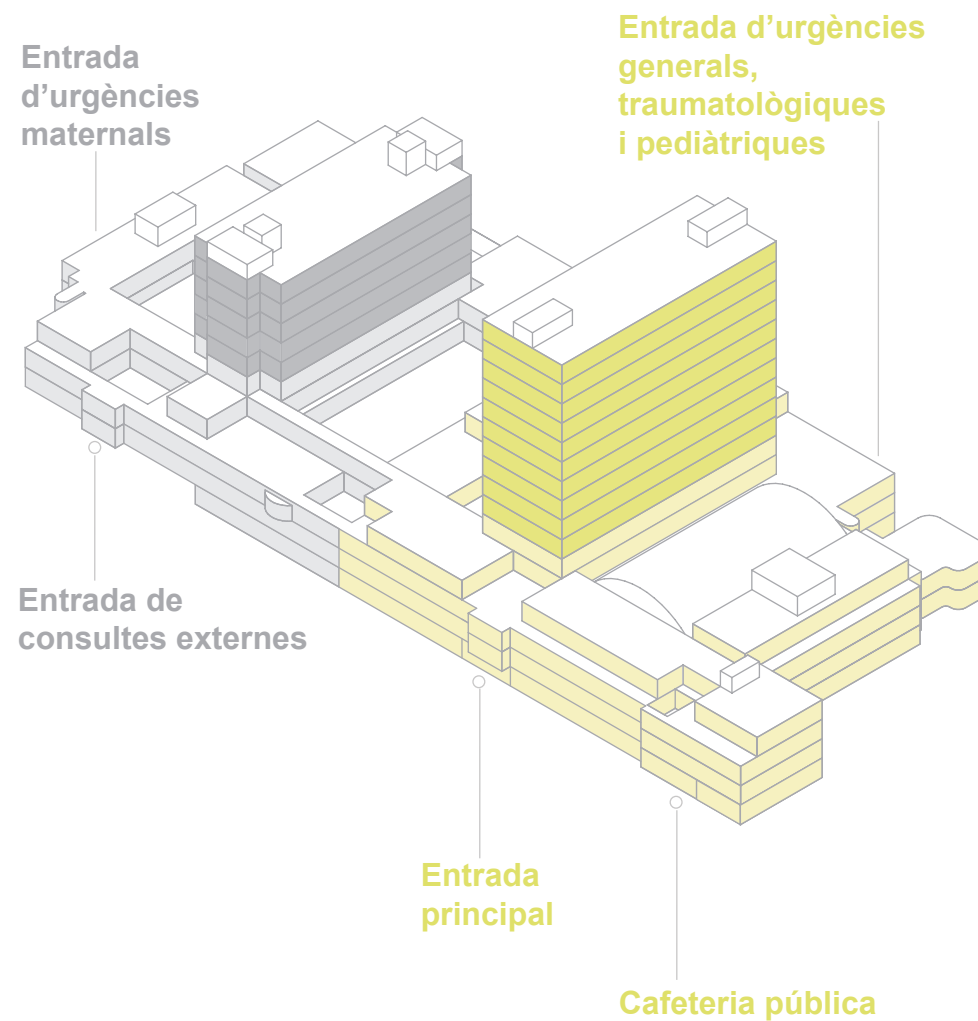 Entrada
d’urgències
maternals
Entrada d’urgències
generals,
traumatològiques
i pediàtriques
Entrada de
consultes externes
Entrada
principal
Cafeteria pública